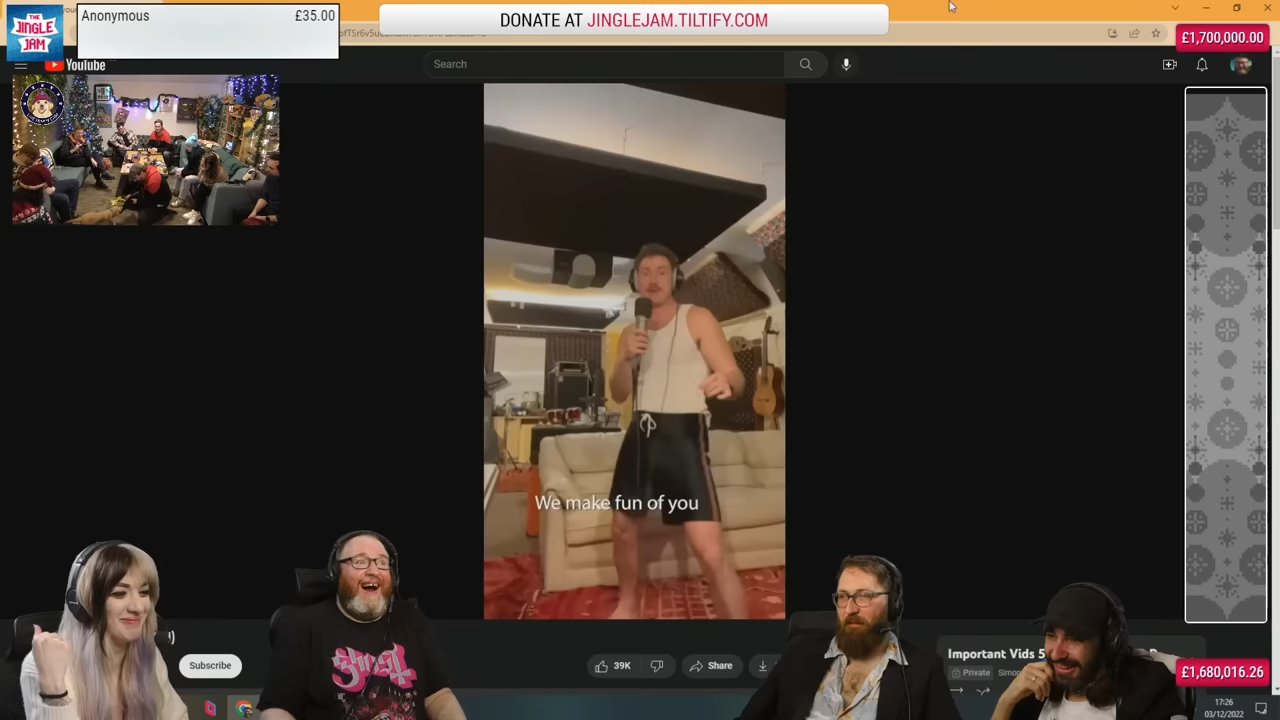 THE
JINGLE
JAM
Anonymous £35.00
DONATE AT JINGLEJAM.TILTIFY.COM
£1,700,000.00
YouTube
Search
We make fun of you
Subscribe
39K
Share
Important Vids 5
Private
£1,680,016.26
17:26
03/12/2022